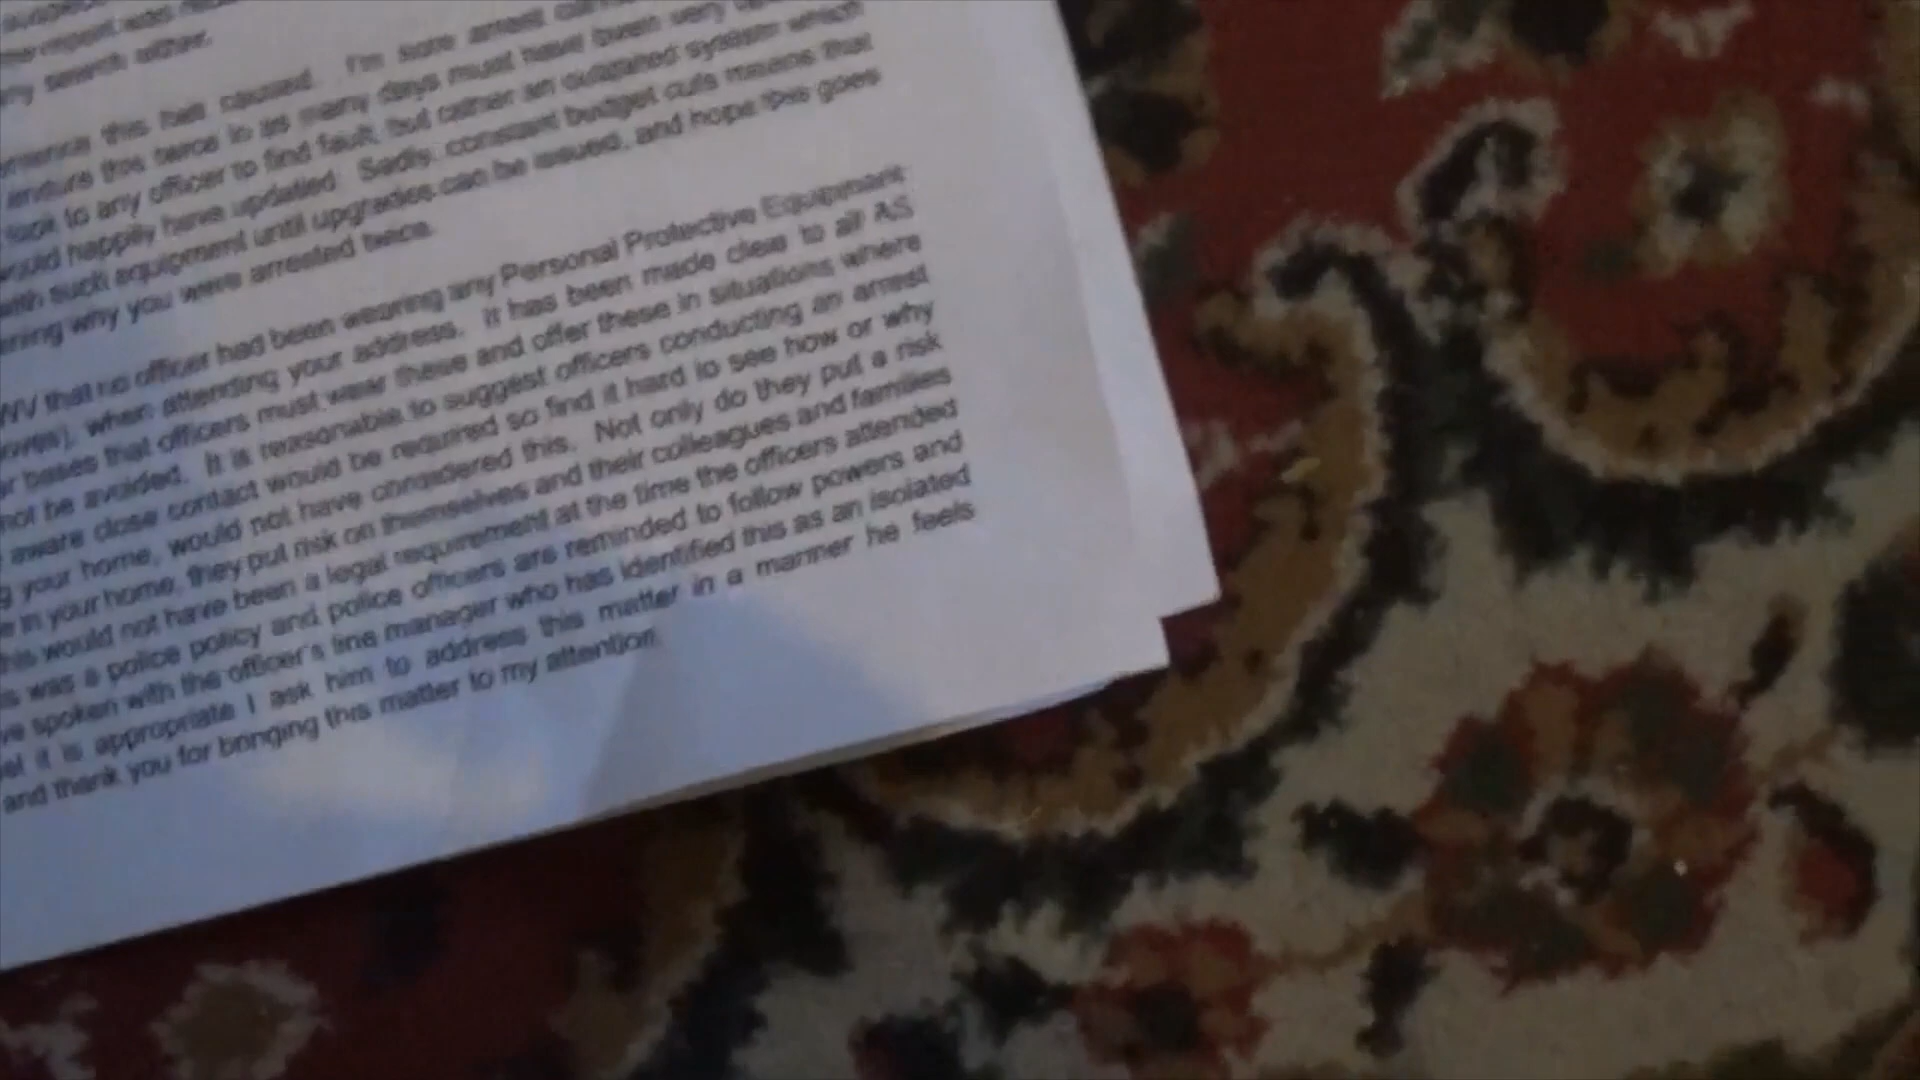 any search either.
this has caused. I'm sure arrest
endure this twice in as many days must have been very
look to any officer to find fault, but rather an outdated system which
would happily have updated. Sadly, constant budget cuts means that
with such equipment until upgrades can be issued, and hope this goes
why you were arrested twice.
that no officer had been wearing any Personal Protective Equipment
when attending your address. It has been made clear to all AS
bases that officers must wear these and offer these in situations where
not be avoided. It is reasonable to suggest officers conducting an arrest
aware close contact would be required so find it hard to see how or why
your home, would not have considered this. Not only do they put a risk
in your home, they put risk on themselves and their colleagues and families
this would not have been a legal requirement at the time the officers attended
was a police policy and police officers are reminded to follow powers and
spoken with the officer's line manager who has identified this as an isolated
it is appropriate I ask him to address this matter in a manner he feels
and thank you for bringing this matter to my attention.